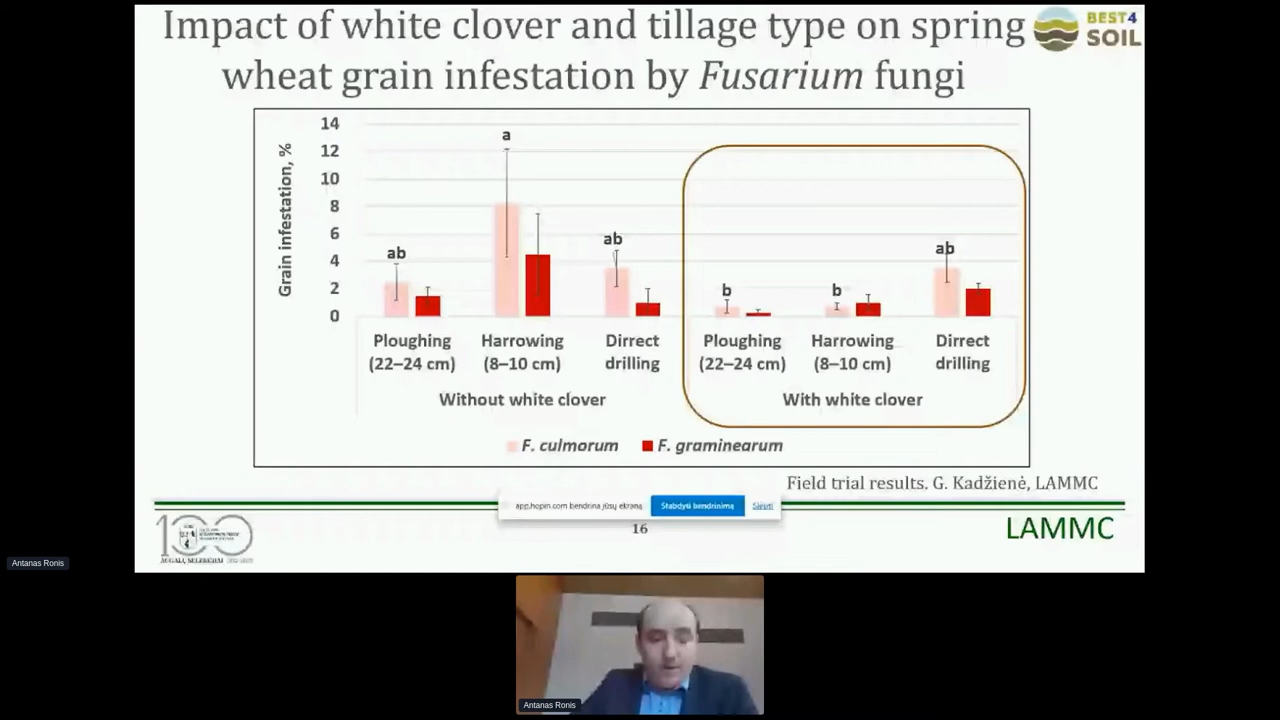 Impact of white clover and tillage type on spring
wheat grain infestation by Fusarium fungi
BEST4
SOIL
Grain infestation, %
14
12
10
8
6
4
2
0
ab
a
ab
b
b
ab
Ploughing
(22–24 cm)
Harrowing
(8–10 cm)
Dirrect
drilling
Ploughing
(22–24 cm)
Harrowing
(8–10 cm)
Dirrect
drilling
Without white clover
With white clover
F. culmorum
F. graminearum
Field trial results. G. Kadžienė, LAMMC
app.hopin.com bendrina jūsų ekraną
Stabdyti bendrinimą
Slėpti
16
100
LAMMC
Antanas Ronis
Antanas Ronis